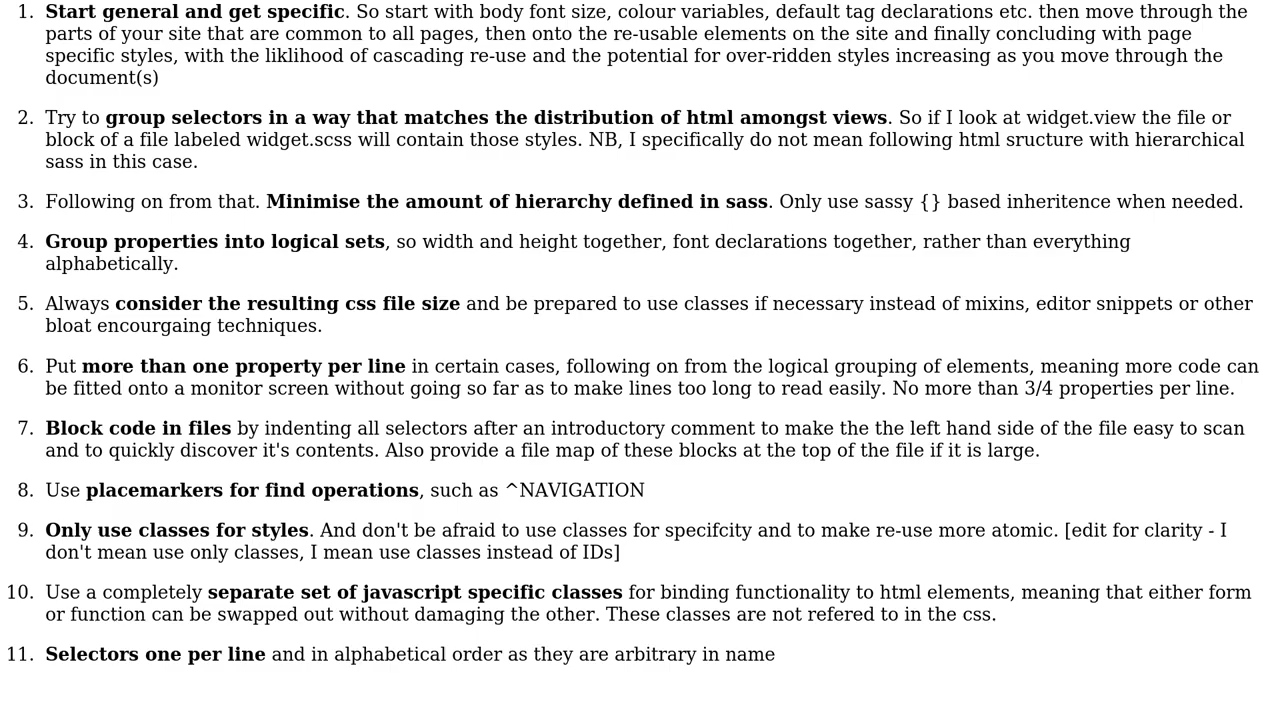 1. Start general and get specific. So start with body font size, colour variables, default tag declarations etc. then move through the
parts of your site that are common to all pages, then onto the re-usable elements on the site and finally concluding with page
specific styles, with the liklihood of cascading re-use and the potential for over-ridden styles increasing as you move through the
document(s)
2. Try to group selectors in a way that matches the distribution of html amongst views. So if I look at widget.view the file or
block of a file labeled widget.scss will contain those styles. NB, I specifically do not mean following html sructure with hierarchical
sass in this case.
3. Following on from that. Minimise the amount of hierarchy defined in sass. Only use sassy {} based inheritence when needed.
4. Group properties into logical sets, so width and height together, font declarations together, rather than everything
alphabetically.
5. Always consider the resulting css file size and be prepared to use classes if necessary instead of mixins, editor snippets or other
bloat encourgaing techniques.
6. Put more than one property per line in certain cases, following on from the logical grouping of elements, meaning more code can
be fitted onto a monitor screen without going so far as to make lines too long to read easily. No more than 3/4 properties per line.
7. Block code in files by indenting all selectors after an introductory comment to make the the left hand side of the file easy to scan
and to quickly discover it's contents. Also provide a file map of these blocks at the top of the file if it is large.
8. Use placemarkers for find operations, such as ^NAVIGATION
9. Only use classes for styles. And don't be afraid to use classes for specifcity and to make re-use more atomic. [edit for clarity - I
don't mean use only classes, I mean use classes instead of IDs]
10. Use a completely separate set of javascript specific classes for binding functionality to html elements, meaning that either form
or function can be swapped out without damaging the other. These classes are not refered to in the css.
11. Selectors one per line and in alphabetical order as they are arbitrary in name